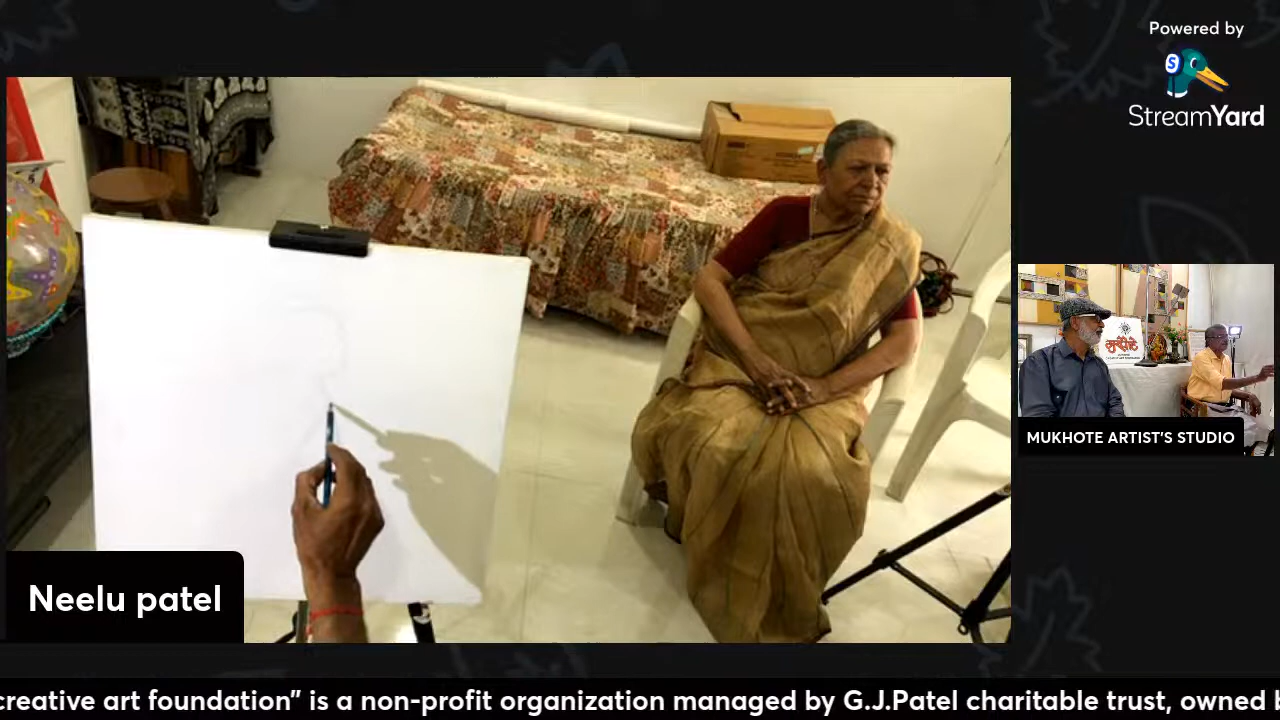 Powered by
S
StreamYard
मुखौटे
MUKHOTE ARTIST'S STUDIO
Neelu patel
creative art foundation" is a non-profit organization managed by G.J.Patel charitable trust, owned b